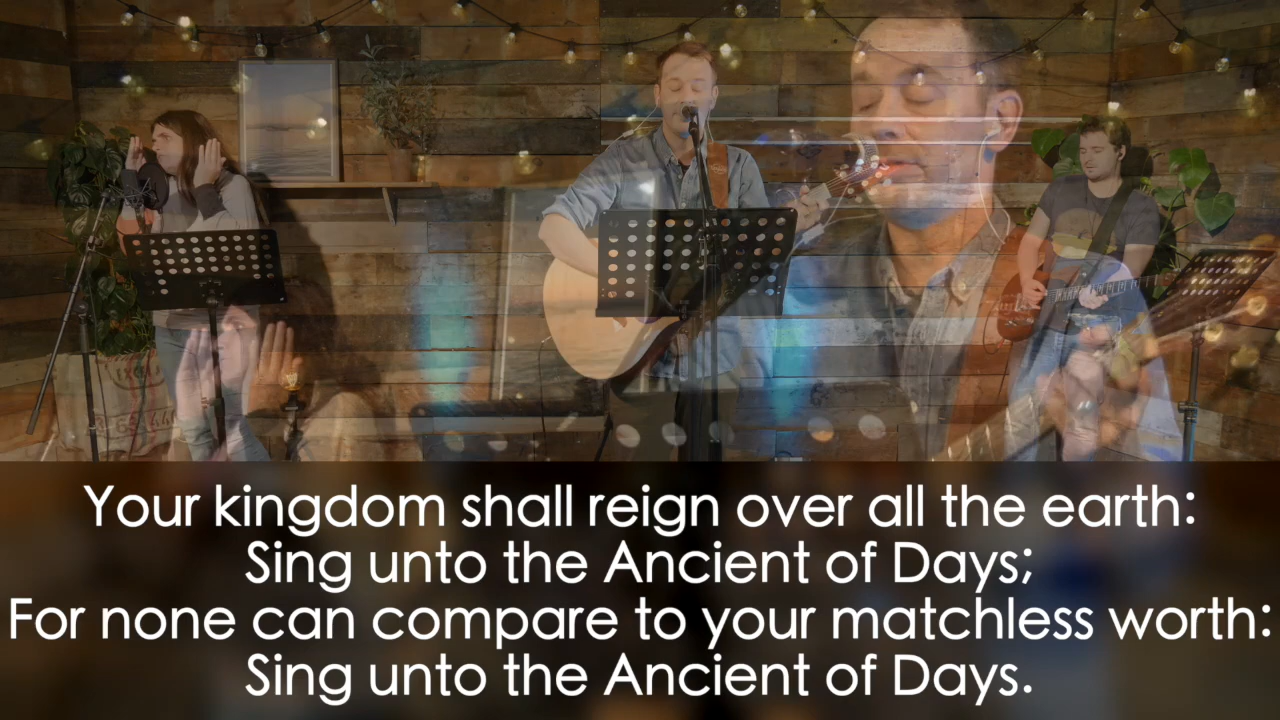 Your kingdom shall reign over all the earth:
Sing unto the Ancient of Days;
For none can compare to your matchless worth:
Sing unto the Ancient of Days.